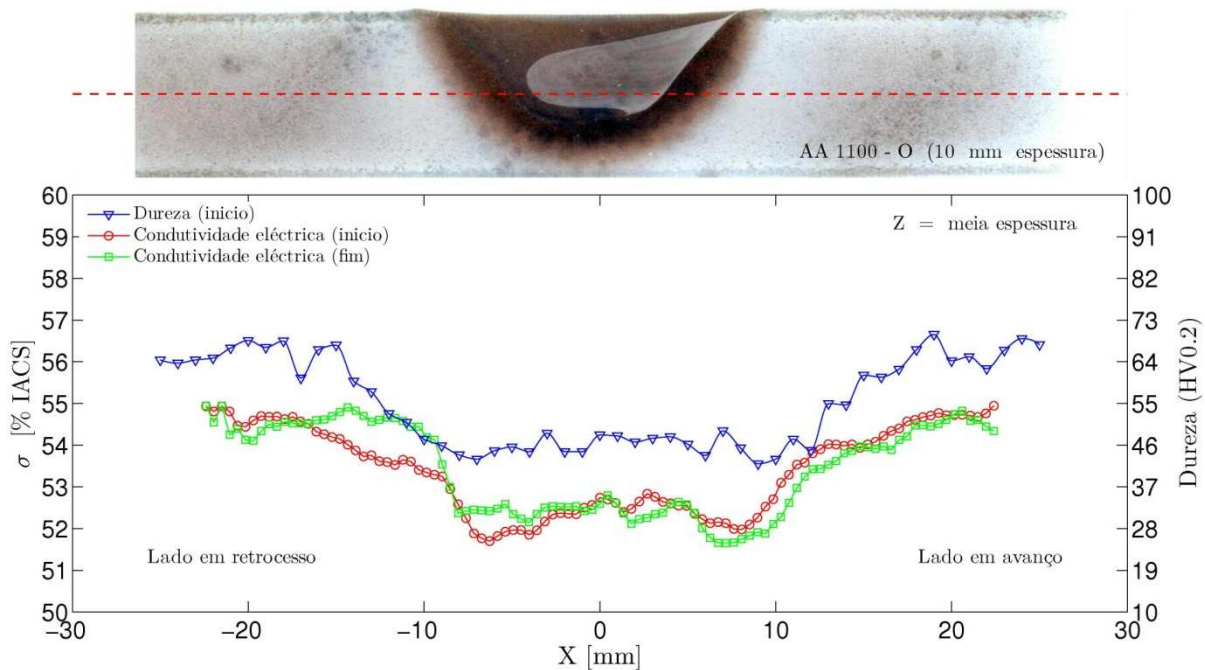 AA 1100 - O (10 mm espessura)
60
59
58
57
56
55
54
53
52
51
50
σ [% IACS]
Dureza (inicio)
Condutividade eléctrica (inicio)
Condutividade eléctrica (fim)
Z = meia espessura
100
91
82
73
64
55
46
37
28
19
10
Dureza (HV0.2)
Lado em retrocesso
Lado em avanço
−30 −20 −10 0 10 20 30
X [mm]